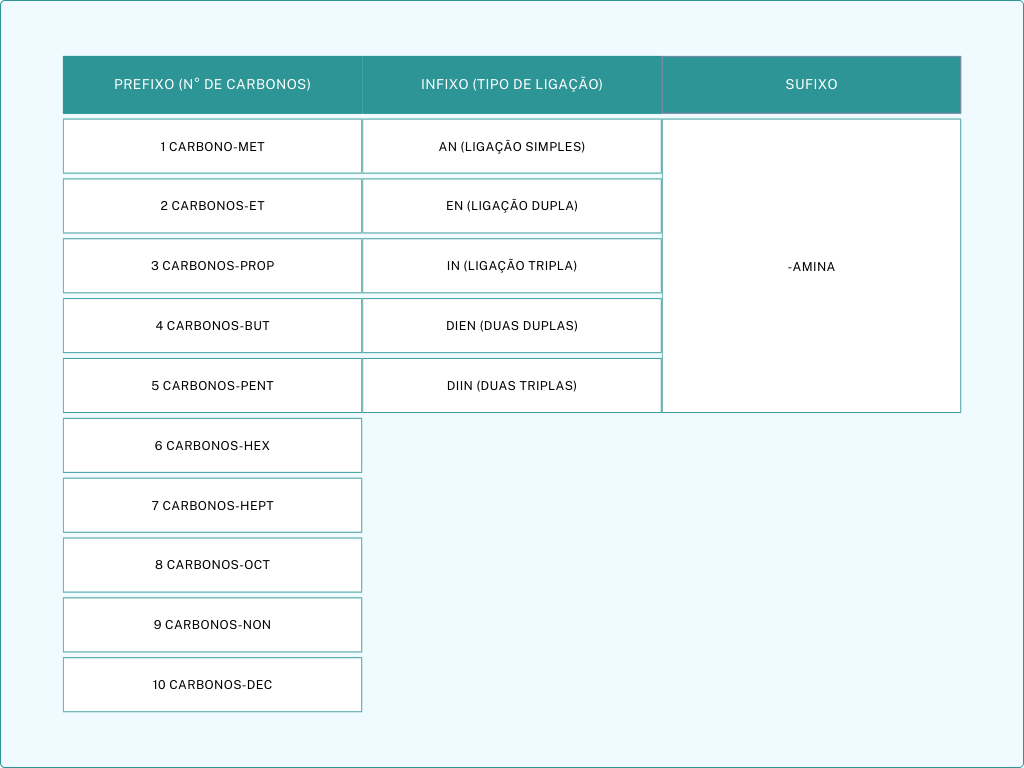 PREFIXO (N° DE CARBONOS)
INFIXO (TIPO DE LIGAÇÃO)
SUFIXO
1 CARBONO-MET
AN (LIGAÇÃO SIMPLES)
2 CARBONOS-ET
EN (LIGAÇÃO DUPLA)
3 CARBONOS-PROP
IN (LIGAÇÃO TRIPLA)
-AMINA
4 CARBONOS-BUT
DIEN (DUAS DUPLAS)
5 CARBONOS-PENT
DIIN (DUAS TRIPLAS)
6 CARBONOS-HEX
7 CARBONOS-HEPT
8 CARBONOS-OCT
9 CARBONOS-NON
10 CARBONOS-DEC